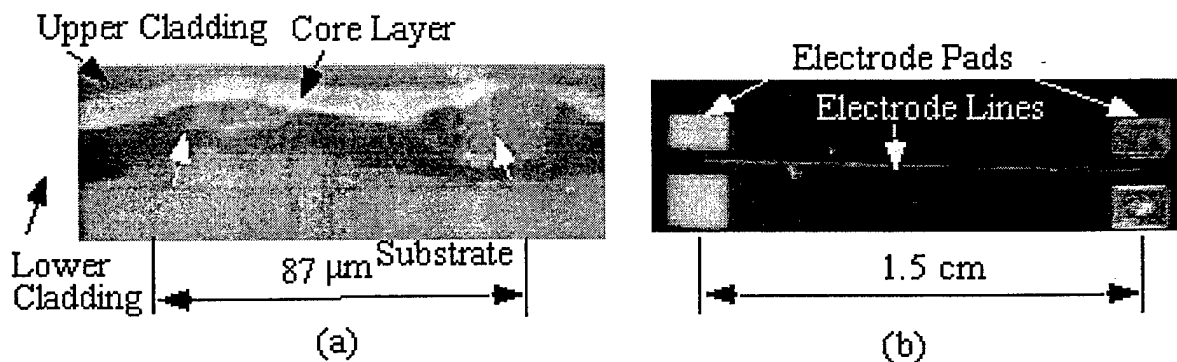 Upper Cladding Core Layer
Electrode Pads
Electrode Lines
Lower
Cladding
87 µm
Substrate
1.5 cm
(a)
(b)